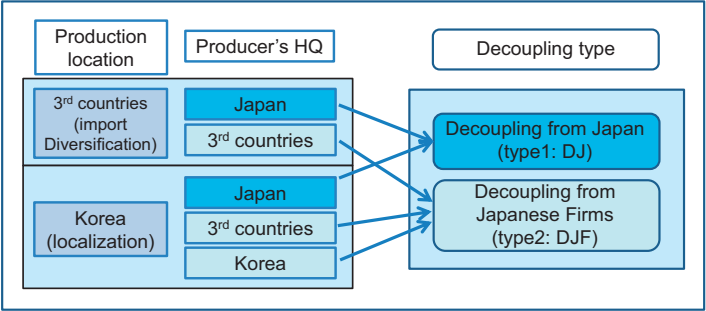 Production
location
Producer's HQ
Decoupling type
3rd countries
(import
Diversification)
Japan
3rd countries
Korea
(localization)
Japan
3rd countries
Korea
Decoupling from Japan
(type1: DJ)
Decoupling from
Japanese Firms
(type2: DJF)